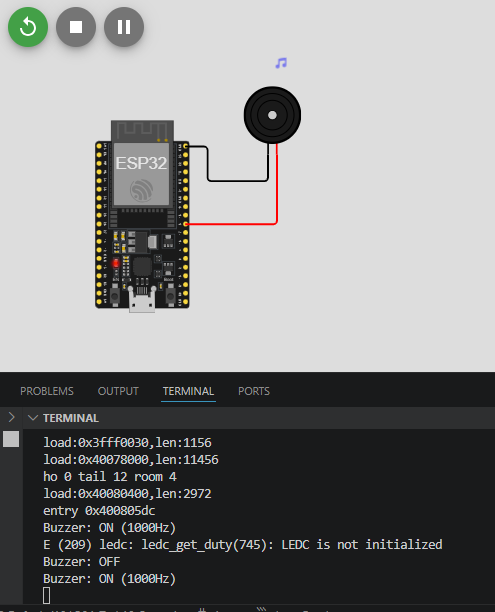 ESP32
PROBLEMS OUTPUT TERMINAL PORTS
TERMINAL
load:0x3fff0030,len:1156
load:0x40078000,len:11456
ho 0 tail 12 room 4
load:0x40080400,len:2972
entry 0x400805dc
Buzzer: ON (1000Hz)
E (209) ledc: ledc_get_duty(745): LEDC is not initialized
Buzzer: OFF
Buzzer: ON (1000Hz)